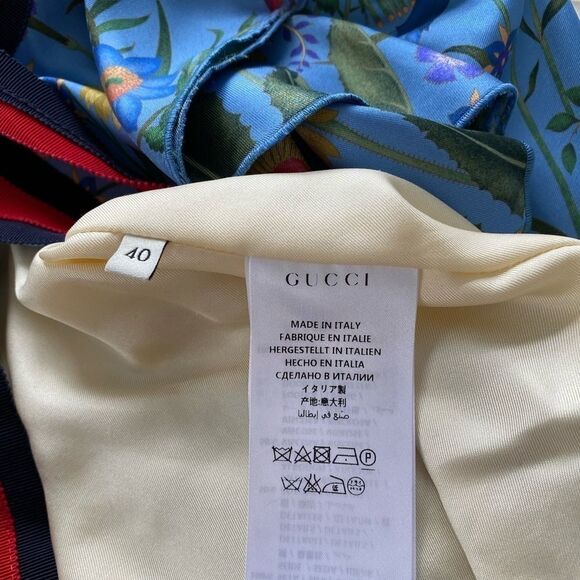 40
GUCCI
MADE IN ITALY
FABRIQUE EN ITALIE
HERGESTELLT IN ITALIEN
HECHO EN ITALIA
СДЕЛАНО В ИТАЛИИ
イタリア製
产地:意大利
صنع في إيطاليا
P